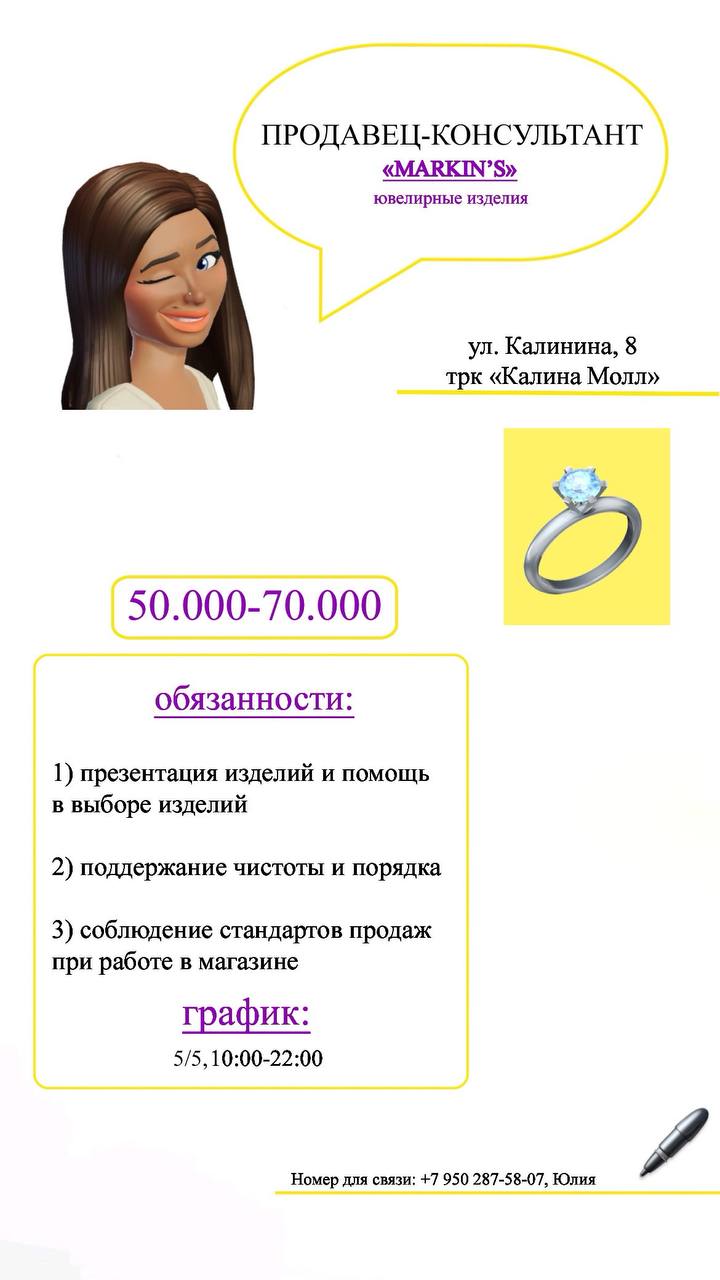 ПРОДАВЕЦ-КОНСУЛЬТАНТ
«MARKIN’S»
ювелирные изделия
ул. Калинина, 8
трк «Калина Молл»
50.000-70.000
обязанности:
1) презентация изделий и помощь
в выборе изделий
2) поддержание чистоты и порядка
3) соблюдение стандартов продаж
при работе в магазине
график:
5/5, 10:00-22:00
Номер для связи: +7 950 287-58-07, Юлия